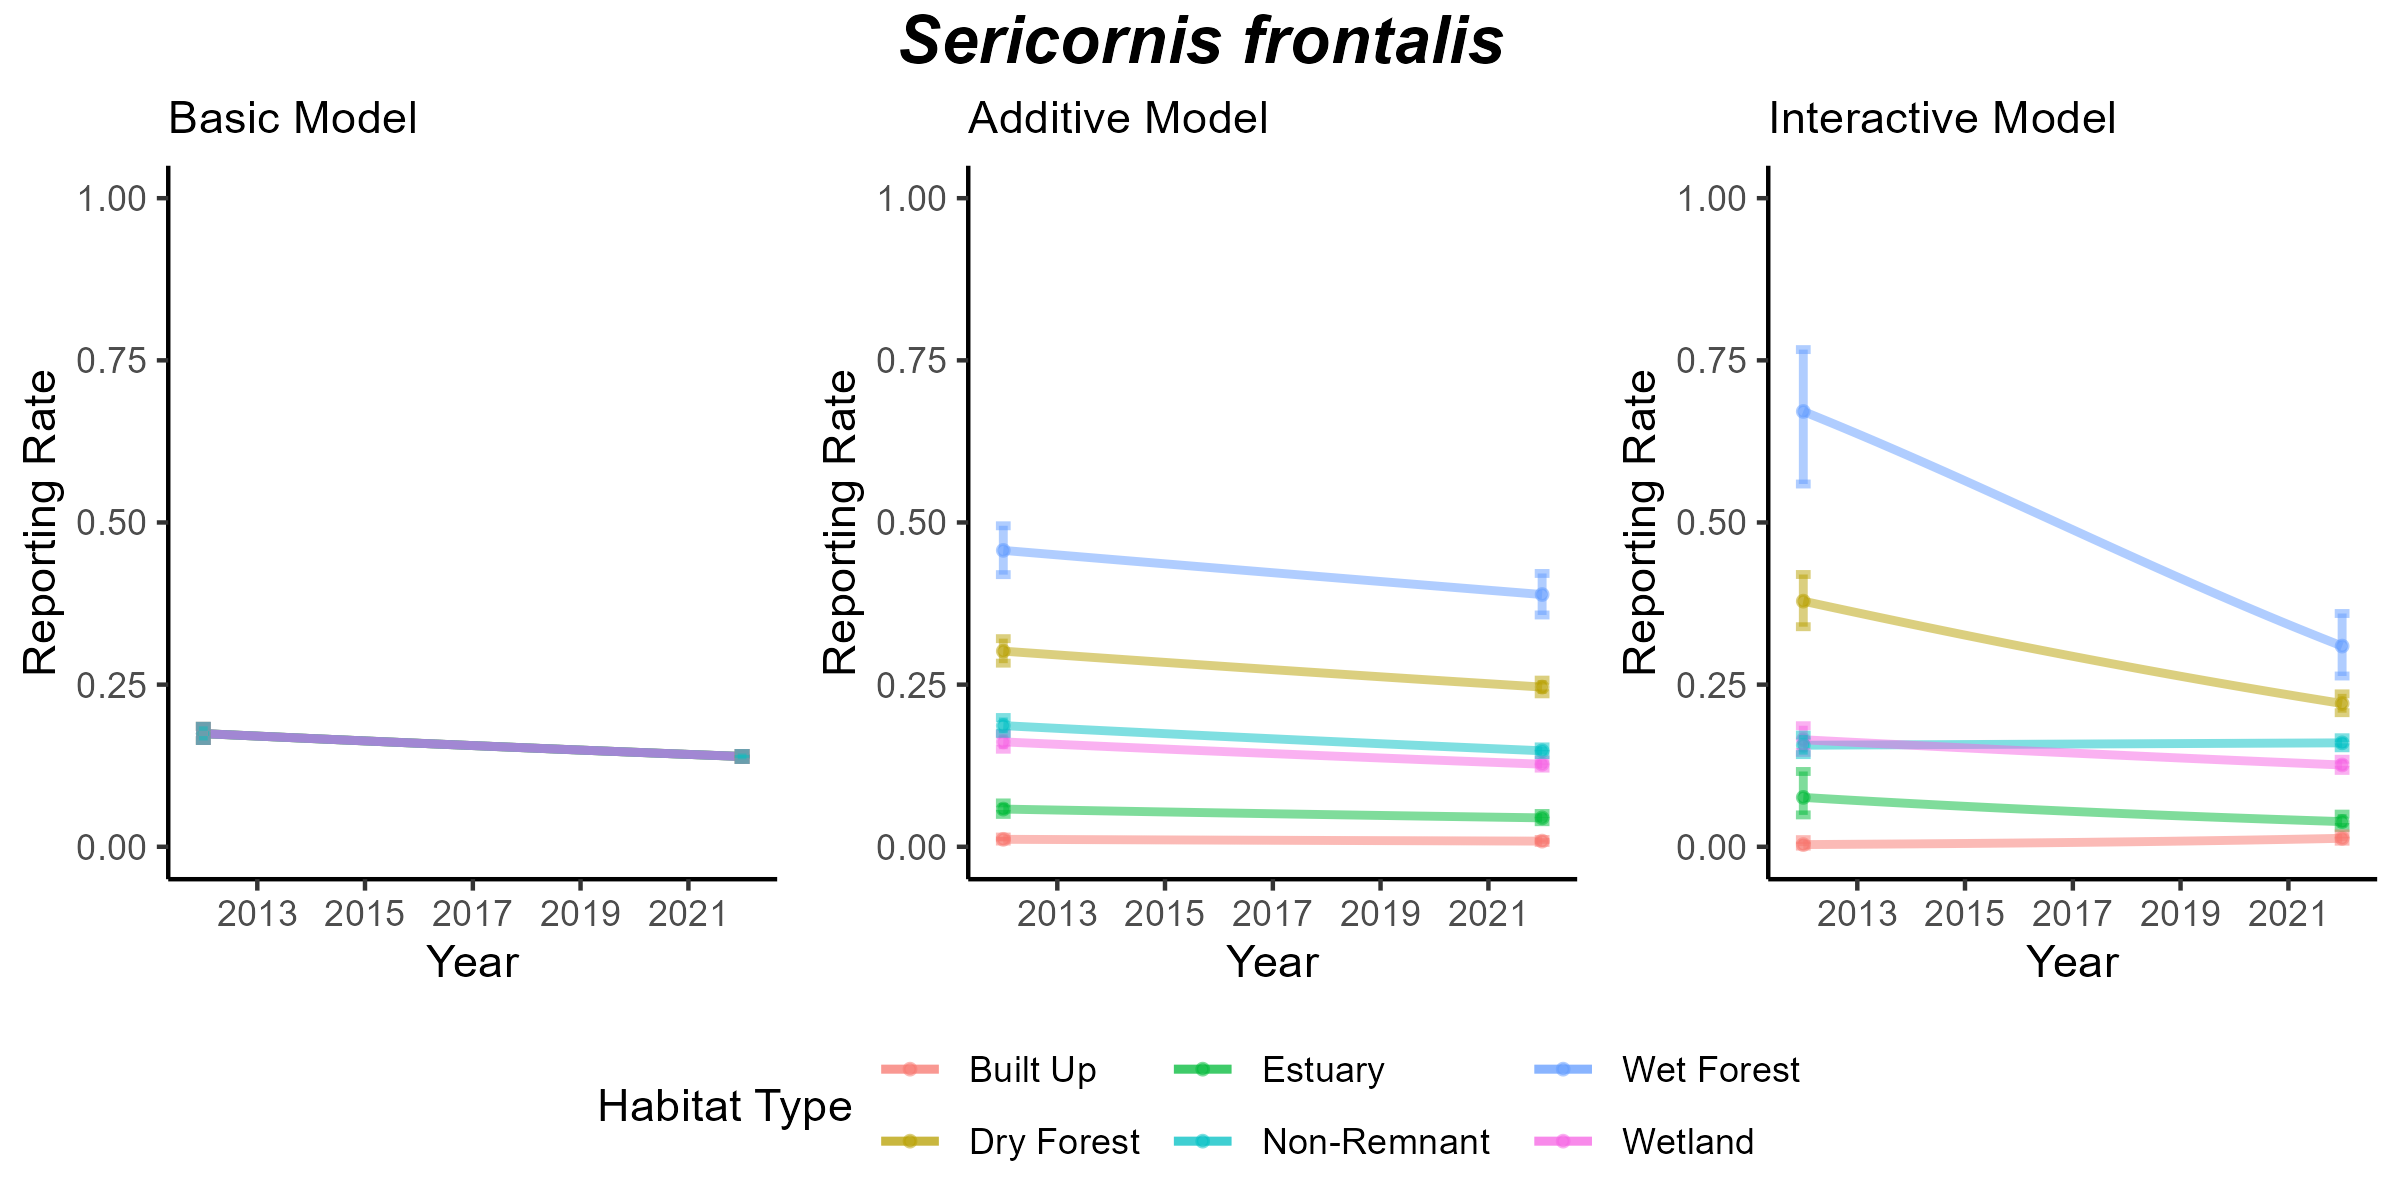 Sericornis frontalis
Basic Model
Additive Model
Interactive Model
Reporting Rate
1.00
0.75
0.50
0.25
0.00
2013 2015 2017 2019 2021
Year
Reporting Rate
1.00
0.75
0.50
0.25
0.00
2013 2015 2017 2019 2021
Year
Reporting Rate
1.00
0.75
0.50
0.25
0.00
2013 2015 2017 2019 2021
Year
Habitat Type
Built Up
Estuary
Wet Forest
Dry Forest
Non-Remnant
Wetland